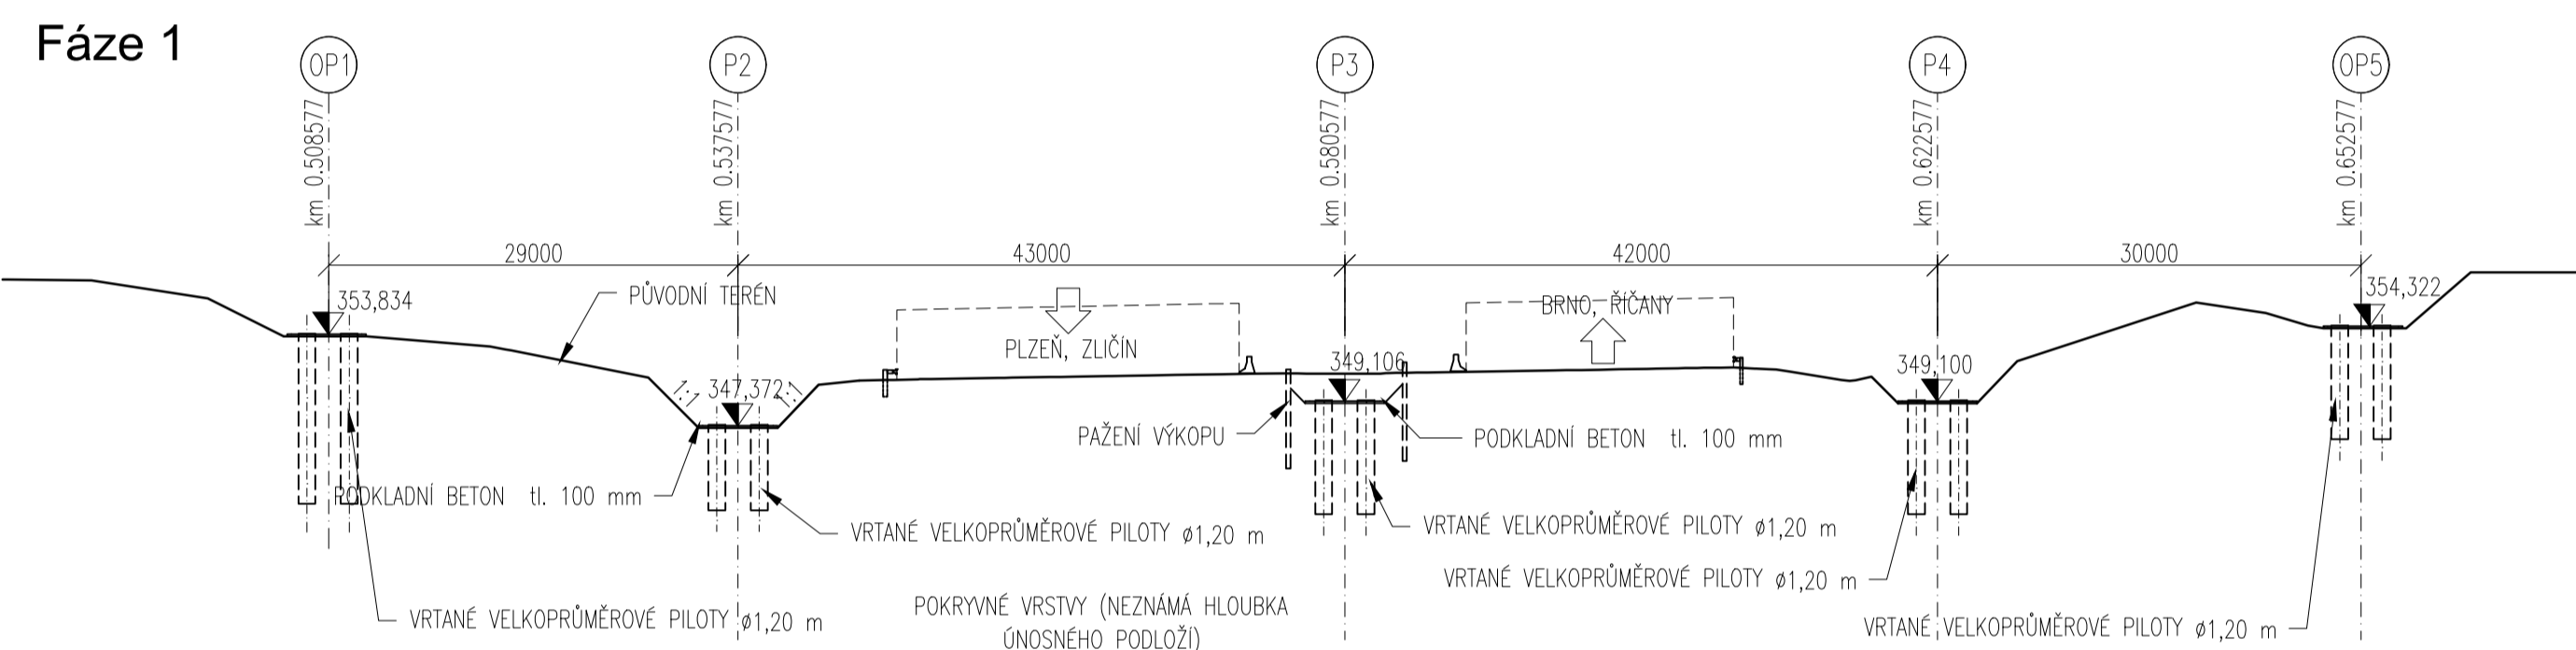 Fáze 1
OP1
P2
P3
P4
OP5
km 0.508577
km 0.537577
km 0.580577
km 0.622577
km 0.652577
29000
43000
42000
30000
353,834
PŮVODNÍ TERÉN
BRNO, ŘÍČANY
354,322
PLZEŇ, ZLIČÍN
349,106
349,100
1:1
347,372
1:1
PAŽENÍ VÝKOPU
PODKLADNÍ BETON tl. 100 mm
PODKLADNÍ BETON tl. 100 mm
VRTANÉ VELKOPRŮMĚROVÉ PILOTY ø1,20 m
VRTANÉ VELKOPRŮMĚROVÉ PILOTY ø1,20 m
VRTANÉ VELKOPRŮMĚROVÉ PILOTY ø1,20 m
POKRYVNÉ VRSTVY (NEZNÁMÁ HLOUBKA
ÚNOSNÉHO PODLOŽÍ)
VRTANÉ VELKOPRŮMĚROVÉ PILOTY ø1,20 m
VRTANÉ VELKOPRŮMĚROVÉ PILOTY ø1,20 m